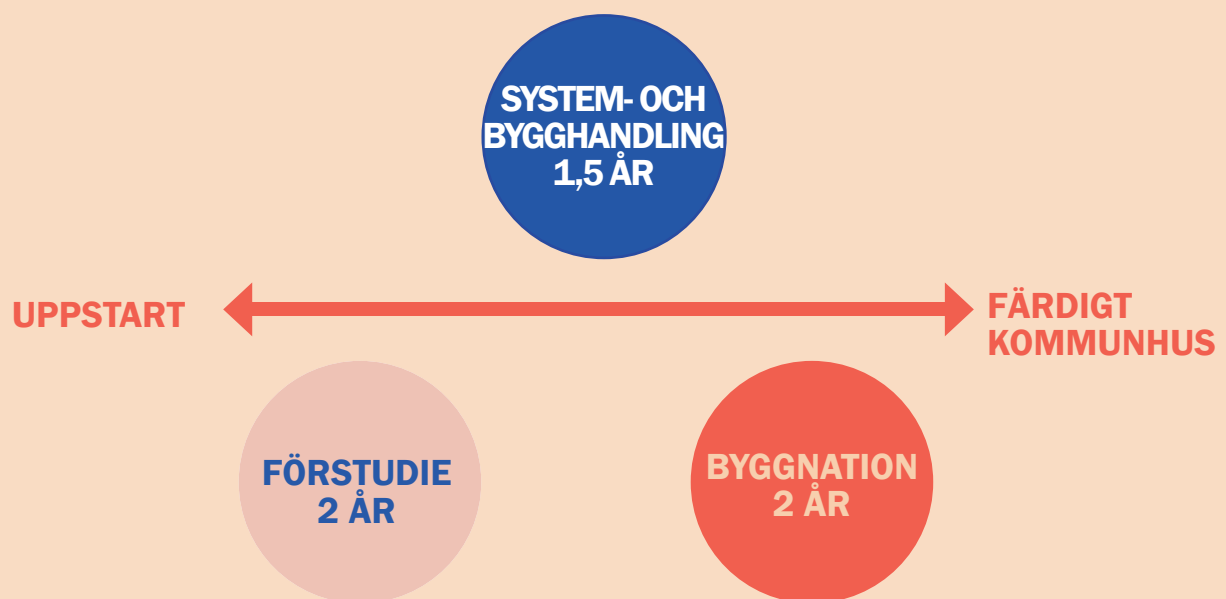 SYSTEM- OCH
BYGGHANDLING
1,5 ÅR
UPPSTART
FÄRDIGT
KOMMUNHUS
FÖRSTUDIE
2 ÅR
BYGGNATION
2 ÅR